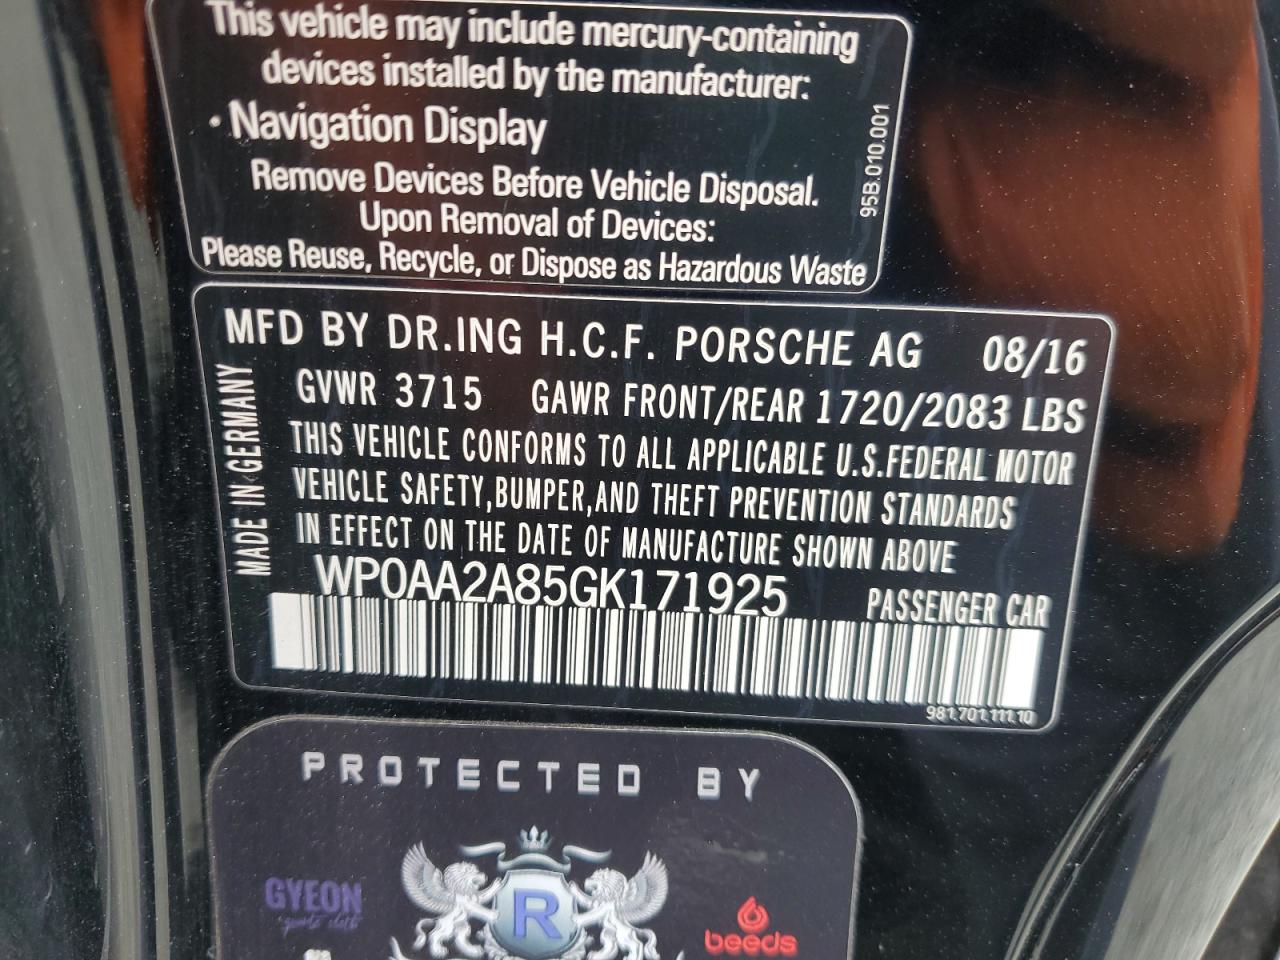 This vehicle may include mercury-containing
devices installed by the manufacturer:
• Navigation Display
Remove Devices Before Vehicle Disposal.
Upon Removal of Devices:
Please Reuse, Recycle, or Dispose as Hazardous Waste
95B.010.001
MFD BY DR.ING H.C.F. PORSCHE AG 08/16
GVWR 3715 GAWR FRONT/REAR 1720/2083 LBS
THIS VEHICLE CONFORMS TO ALL APPLICABLE U.S.FEDERAL MOTOR
VEHICLE SAFETY,BUMPER,AND THEFT PREVENTION STANDARDS
IN EFFECT ON THE DATE OF MANUFACTURE SHOWN ABOVE
MADE IN GERMANY
WP0AA2A85GK171925 PASSENGER CAR
981.701.111.10
PROTECTED BY
GYEON
R
beeds